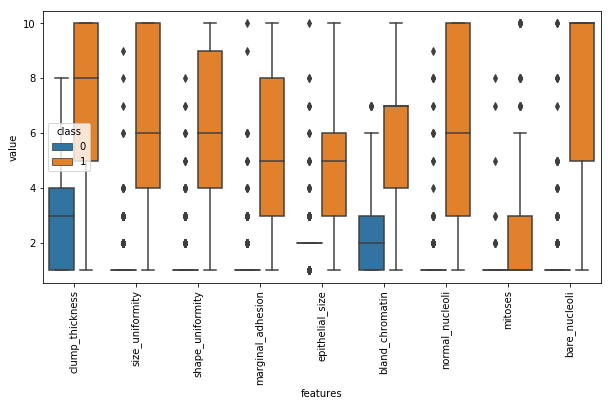 10
8
6
4
2
value
class
0
1
clump_thickness
size_uniformity
shape_uniformity
marginal_adhesion
epithelial_size
bland_chromatin
normal_nucleoli
mitoses
bare_nucleoli
features